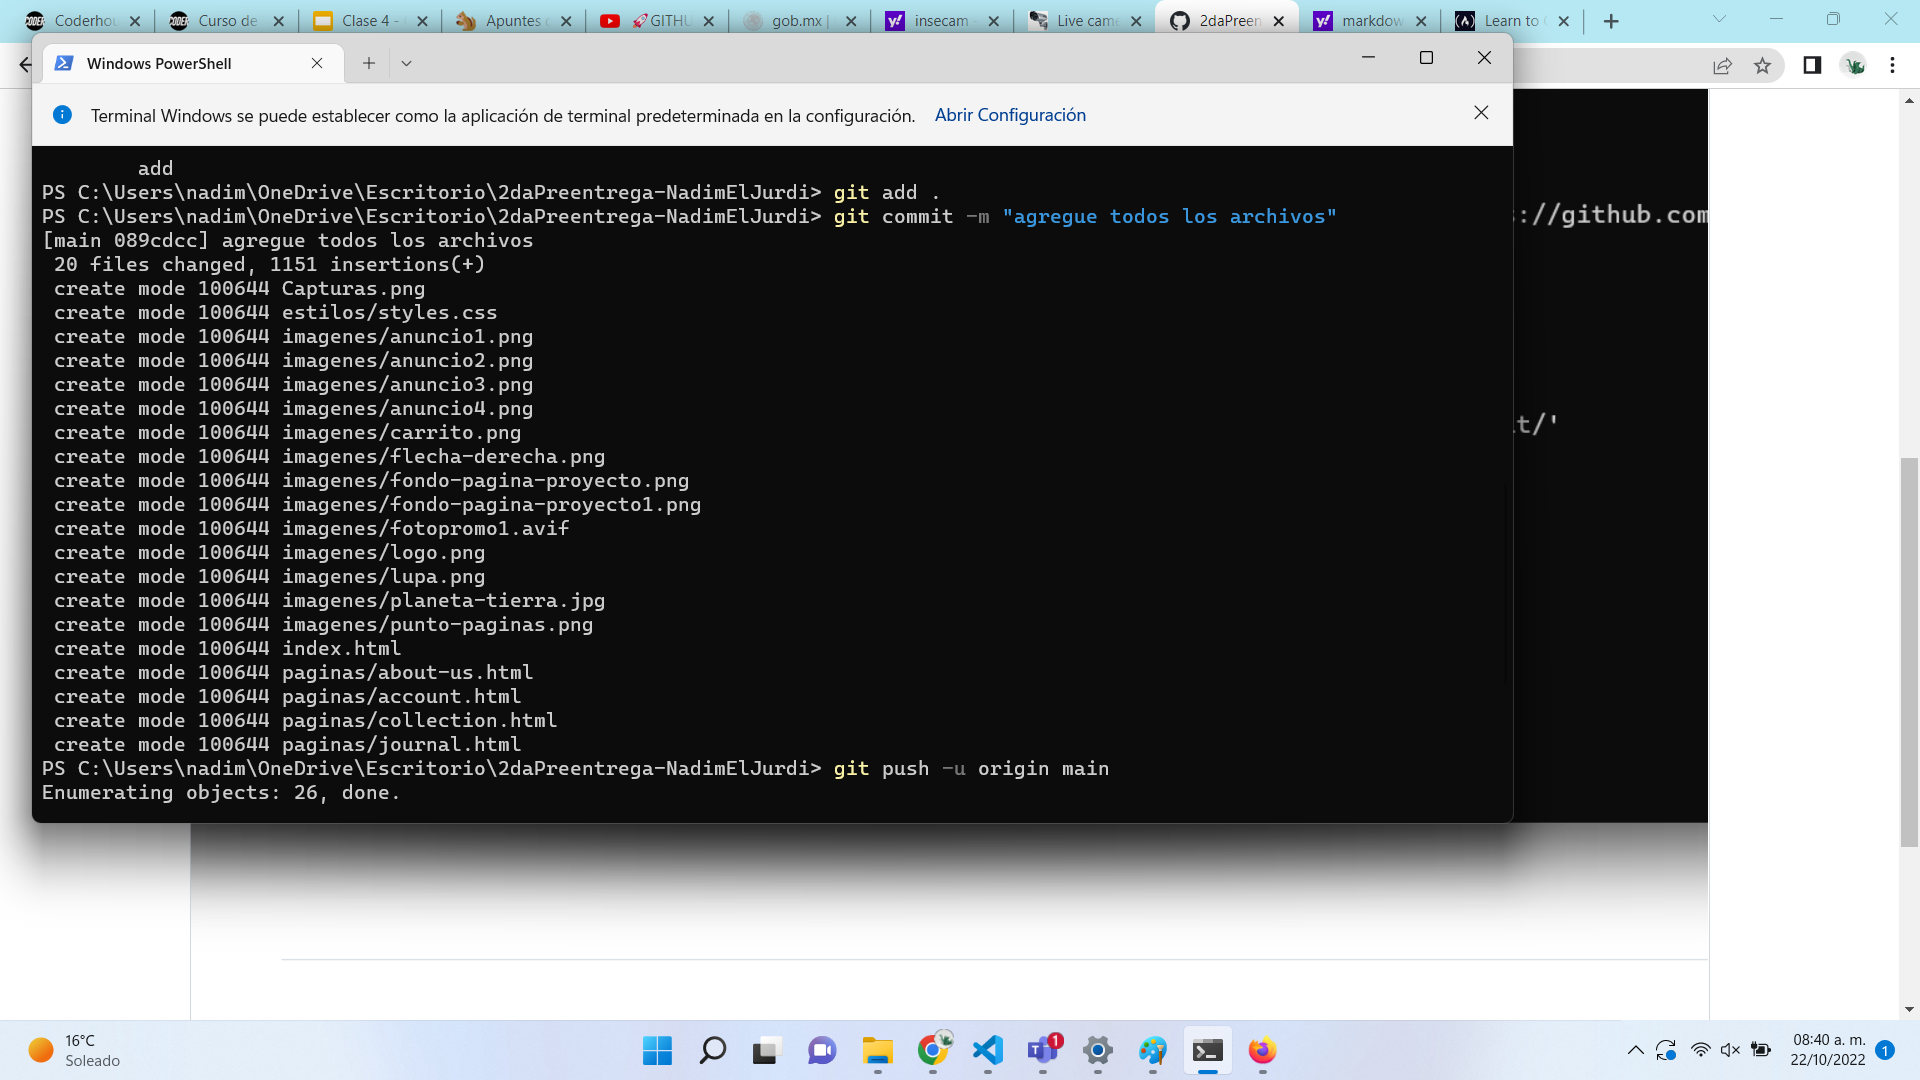 Coderhou
Curso de
Clase 4 -
Apuntes
GITHU
gob.mx |
insecam
Live came
2daPreen
markdow
Learn to
Windows PowerShell
Terminal Windows se puede establecer como la aplicación de terminal predeterminada en la configuración. Abrir Configuración
add
PS C:\Users\nadim\OneDrive\Escritorio\2daPreentrega-NadimElJurdi> git add .
PS C:\Users\nadim\OneDrive\Escritorio\2daPreentrega-NadimElJurdi> git commit -m "agregue todos los archivos"
[main 089cdcc] agregue todos los archivos
20 files changed, 1151 insertions(+)
create mode 100644 Capturas.png
create mode 100644 estilos/styles.css
create mode 100644 imagenes/anuncio1.png
create mode 100644 imagenes/anuncio2.png
create mode 100644 imagenes/anuncio3.png
create mode 100644 imagenes/anuncio4.png
create mode 100644 imagenes/carrito.png
create mode 100644 imagenes/flecha-derecha.png
create mode 100644 imagenes/fondo-pagina-proyecto.png
create mode 100644 imagenes/fondo-pagina-proyecto1.png
create mode 100644 imagenes/fotopromo1.avif
create mode 100644 imagenes/logo.png
create mode 100644 imagenes/lupa.png
create mode 100644 imagenes/planeta-tierra.jpg
create mode 100644 imagenes/punto-paginas.png
create mode 100644 index.html
create mode 100644 paginas/about-us.html
create mode 100644 paginas/account.html
create mode 100644 paginas/collection.html
create mode 100644 paginas/journal.html
PS C:\Users\nadim\OneDrive\Escritorio\2daPreentrega-NadimElJurdi> git push -u origin main
Enumerating objects: 26, done.
://github.com
t/'
16°C
Soleado
1
08:40 a. m.
22/10/2022
1